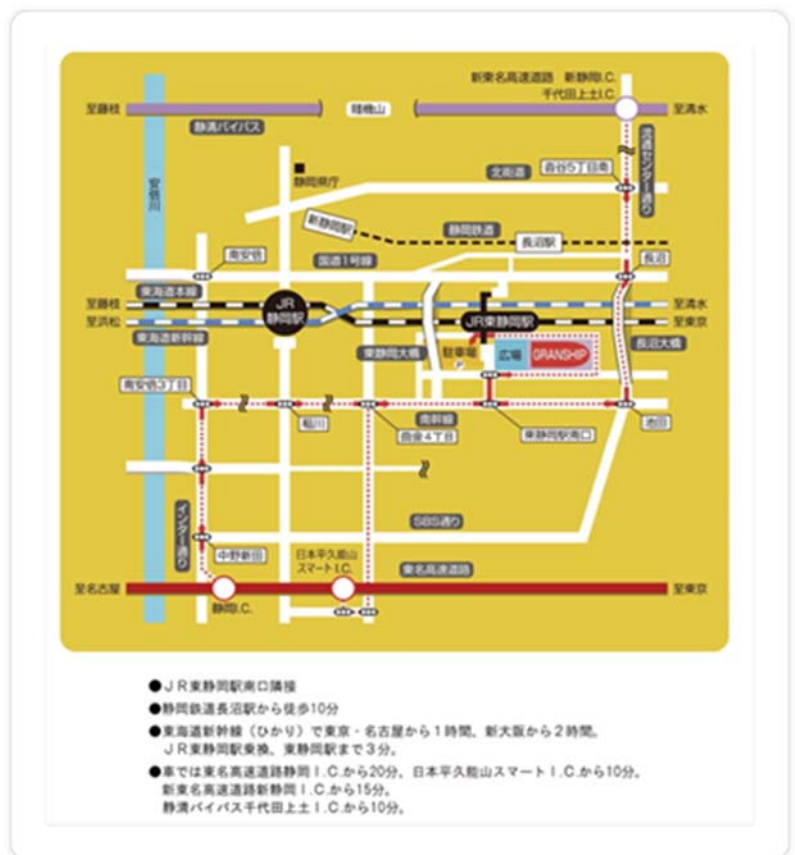 新東名高速道路 新静岡I.C.
千代田上土I.C.
至藤枝
賤機山
至清水
静清バイパス
流通センター通り
安倍川
静岡県庁
北街道
沓谷5丁目南
新静岡駅
静岡鉄道
長沼駅
南安倍
国道1号線
長沼
東海道本線
至藤枝
至浜松
JR
静岡駅
JR東静岡駅
至清水
至東京
東海道新幹線
東静岡大橋
駐車場
P
広場
GRANSHIP
長沼大橋
南安倍3丁目
稲川
南幹線
曲金4丁目
東静岡駅南口
池田
インター通り
SBS通り
中野新田
日本平久能山
スマートI.C.
東名高速道路
至名古屋
至東京
静岡I.C.
●JR東静岡駅南口隣接
●静岡鉄道長沼駅から徒歩10分
●東海道新幹線(ひかり)で東京・名古屋から1時間、新大阪から2時間。
JR東静岡駅乗換、東静岡駅まで3分。
●車では東名高速道路静岡I.C.から20分、日本平久能山スマートI.C.から10分。
新東名高速道路新静岡I.C.から15分。
静清バイパス千代田上土I.C.から10分。